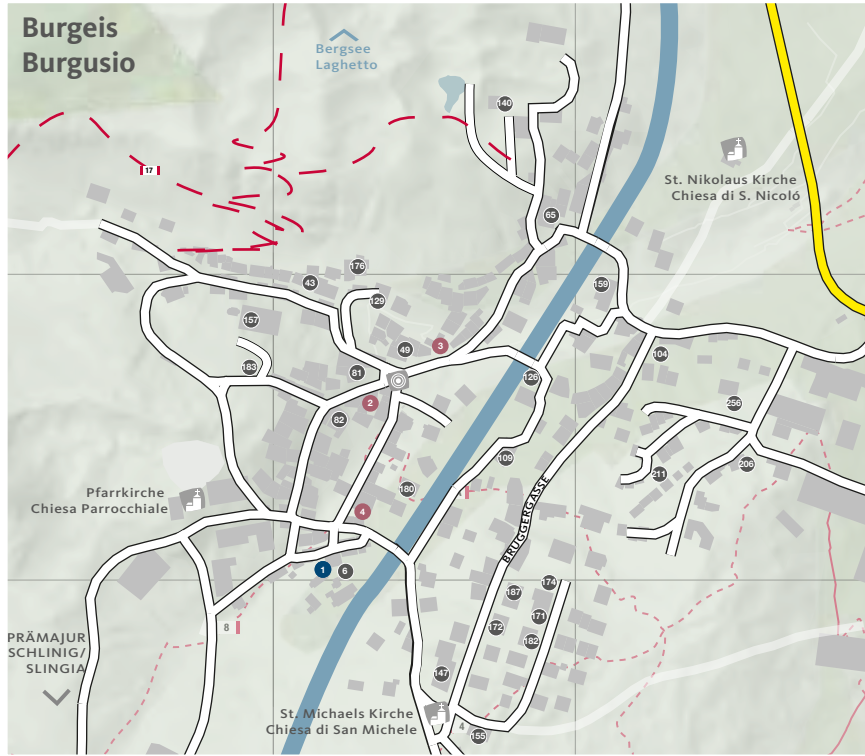 Burgeis
Burgusio
Bergsee
Laghetto
140
17
St. Nikolaus Kirche
Chiesa di S. Nicoló
65
176
43
159
129
157
3
49
104
183
81
126
2
256
82
109
206
211
180
Pfarrkirche
Chiesa Parrocchiale
4
BRUGGERGASSE
1
6
174
187
171
8
172
182
PRÄMAJUR
SCHLINIG/
SLINGIA
147
St. Michaels Kirche
Chiesa di San Michele
4
155